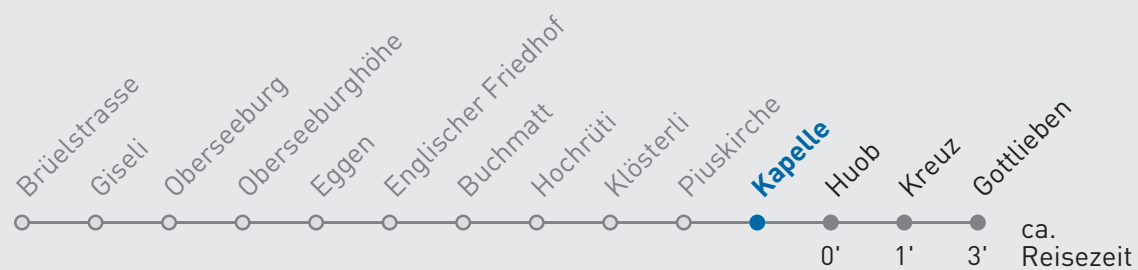 Brüelstrasse
Giseli
Oberseeburg
Oberseeburghöhe
Eggen
Englischer Friedhof
Buchmatt
Hochrüti
Klösterli
Piuskirche
Kapelle
Huob
Kreuz
Gottlieben
0' 1' 3' ca.
Reisezeit